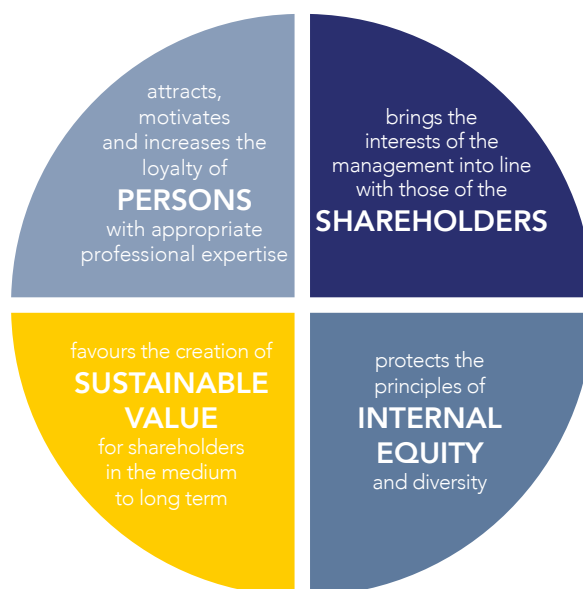 attracts,
motivates
and increases the
loyalty of
PERSONS
with appropriate
professional expertise
brings the
interests of the
management into line
with those of the
SHAREHOLDERS
favours the creation of
SUSTAINABLE
VALUE
for shareholders
in the medium
to long term
protects the
principles of
INTERNAL
EQUITY
and diversity